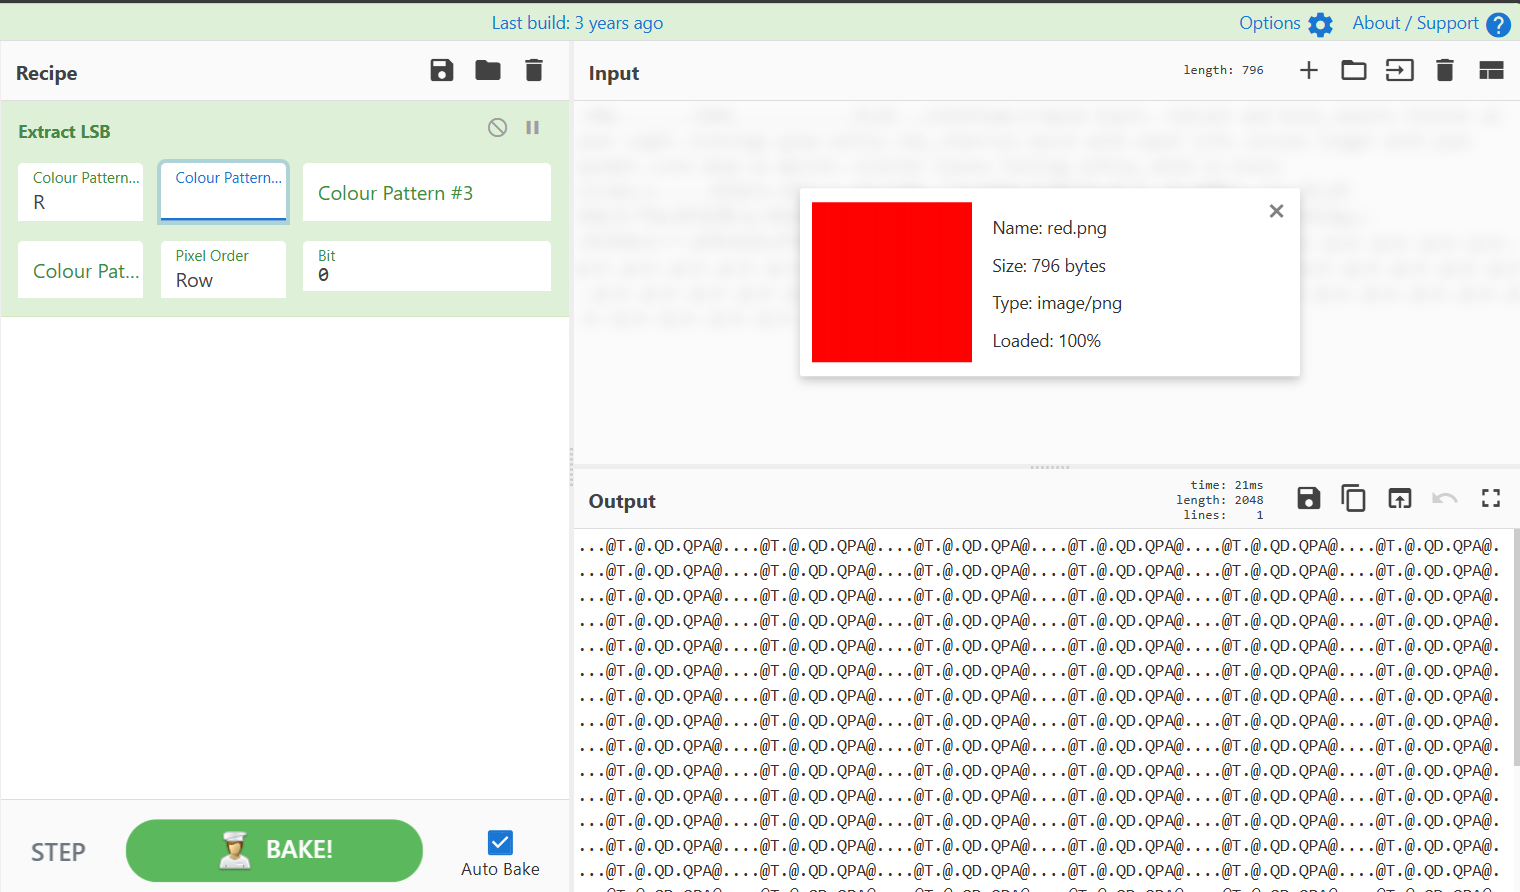 Last build: 3 years ago
Options
About / Support
Recipe
Input
length: 796
Extract LSB
Colour Pattern...
R
Colour Pattern...
Colour Pattern #3
Colour Pat...
Pixel Order
Row
Bit
0
Name: red.png
Size: 796 bytes
Type: image/png
Loaded: 100%
Output
time: 21ms
length: 2048
lines: 1
...@T.@.QD.QPA@....@T.@.QD.QPA@....@T.@.QD.QPA@....@T.@.QD.QPA@....@T.@.QD.QPA@....@T.@.QD.QPA@.
...@T.@.QD.QPA@....@T.@.QD.QPA@....@T.@.QD.QPA@....@T.@.QD.QPA@....@T.@.QD.QPA@....@T.@.QD.QPA@.
...@T.@.QD.QPA@....@T.@.QD.QPA@....@T.@.QD.QPA@....@T.@.QD.QPA@....@T.@.QD.QPA@....@T.@.QD.QPA@.
...@T.@.QD.QPA@....@T.@.QD.QPA@....@T.@.QD.QPA@....@T.@.QD.QPA@....@T.@.QD.QPA@....@T.@.QD.QPA@.
...@T.@.QD.QPA@....@T.@.QD.QPA@....@T.@.QD.QPA@....@T.@.QD.QPA@....@T.@.QD.QPA@....@T.@.QD.QPA@.
...@T.@.QD.QPA@....@T.@.QD.QPA@....@T.@.QD.QPA@....@T.@.QD.QPA@....@T.@.QD.QPA@....@T.@.QD.QPA@.
...@T.@.QD.QPA@....@T.@.QD.QPA@....@T.@.QD.QPA@....@T.@.QD.QPA@....@T.@.QD.QPA@....@T.@.QD.QPA@.
...@T.@.QD.QPA@....@T.@.QD.QPA@....@T.@.QD.QPA@....@T.@.QD.QPA@....@T.@.QD.QPA@....@T.@.QD.QPA@.
...@T.@.QD.QPA@....@T.@.QD.QPA@....@T.@.QD.QPA@....@T.@.QD.QPA@....@T.@.QD.QPA@....@T.@.QD.QPA@.
...@T.@.QD.QPA@....@T.@.QD.QPA@....@T.@.QD.QPA@....@T.@.QD.QPA@....@T.@.QD.QPA@....@T.@.QD.QPA@.
...@T.@.QD.QPA@....@T.@.QD.QPA@....@T.@.QD.QPA@....@T.@.QD.QPA@....@T.@.QD.QPA@....@T.@.QD.QPA@.
...@T.@.QD.QPA@....@T.@.QD.QPA@....@T.@.QD.QPA@....@T.@.QD.QPA@....@T.@.QD.QPA@....@T.@.QD.QPA@.
...@T.@.QD.QPA@....@T.@.QD.QPA@....@T.@.QD.QPA@....@T.@.QD.QPA@....@T.@.QD.QPA@....@T.@.QD.QPA@.
...@T.@.QD.QPA@....@T.@.QD.QPA@....@T.@.QD.QPA@....@T.@.QD.QPA@....@T.@.QD.QPA@....@T.@.QD.QPA@.
STEP
BAKE!
Auto Bake